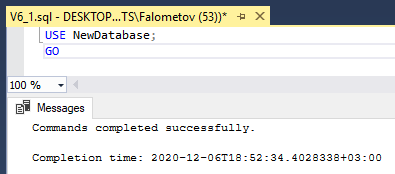 V6_1.sql - DESKTOP...TS\Falometov (53))*
USE NewDatabase;
GO
100 %
Messages
Commands completed successfully.
Completion time: 2020-12-06T18:52:34.4028338+03:00